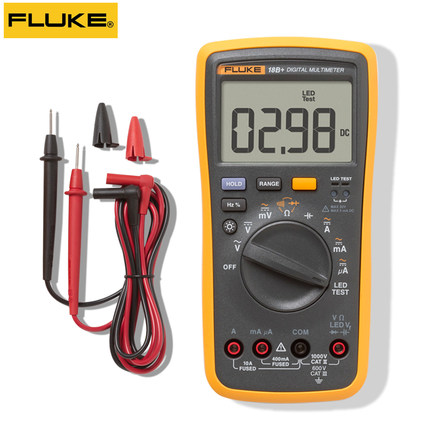 FLUKE®
FLUKE® 18B+ DIGITAL MULTIMETER
LED
Test
02.98 DC
HOLD
RANGE
LED TEST
Hz %
mV
Ω
V
A
V
mA
OFF
µA
LED
TEST
A
mA µA
COM
V Ω
LED V
10A
FUSED
400mA
FUSED
1000V
CAT II
600V
CAT III